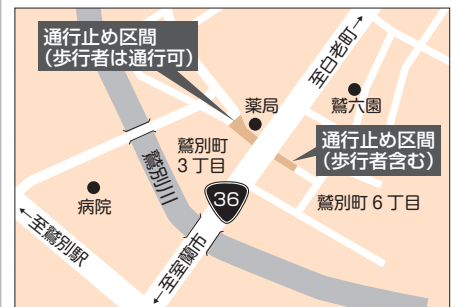 通行止め区間
（歩行者は通行可）
至白老町→
薬局
鷲六園
通行止め区間
（歩行者含む）
鷲別町
3丁目
鷲別川
36
病院
鷲別町6丁目
←至鷲別駅
←至室蘭市